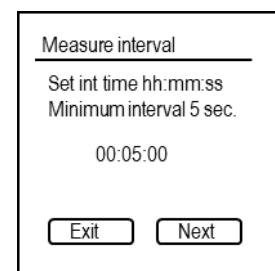 Measure interval
Set int time hh:mm:ss
Minimum interval 5 sec.
00:05:00
Exit Next